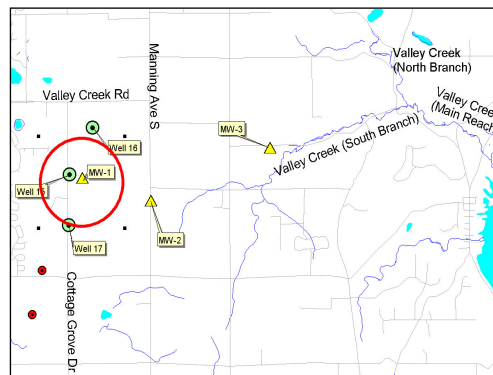 Valley Creek
(North Branch)
Manning Ave S
Valley Creek Rd
Valley Cree
(Main Reach
MW-3
Well 16
Valley Creek (South Branch)
MW-1
Well 15
MW-2
Well 17
Cottage Grove Dr.